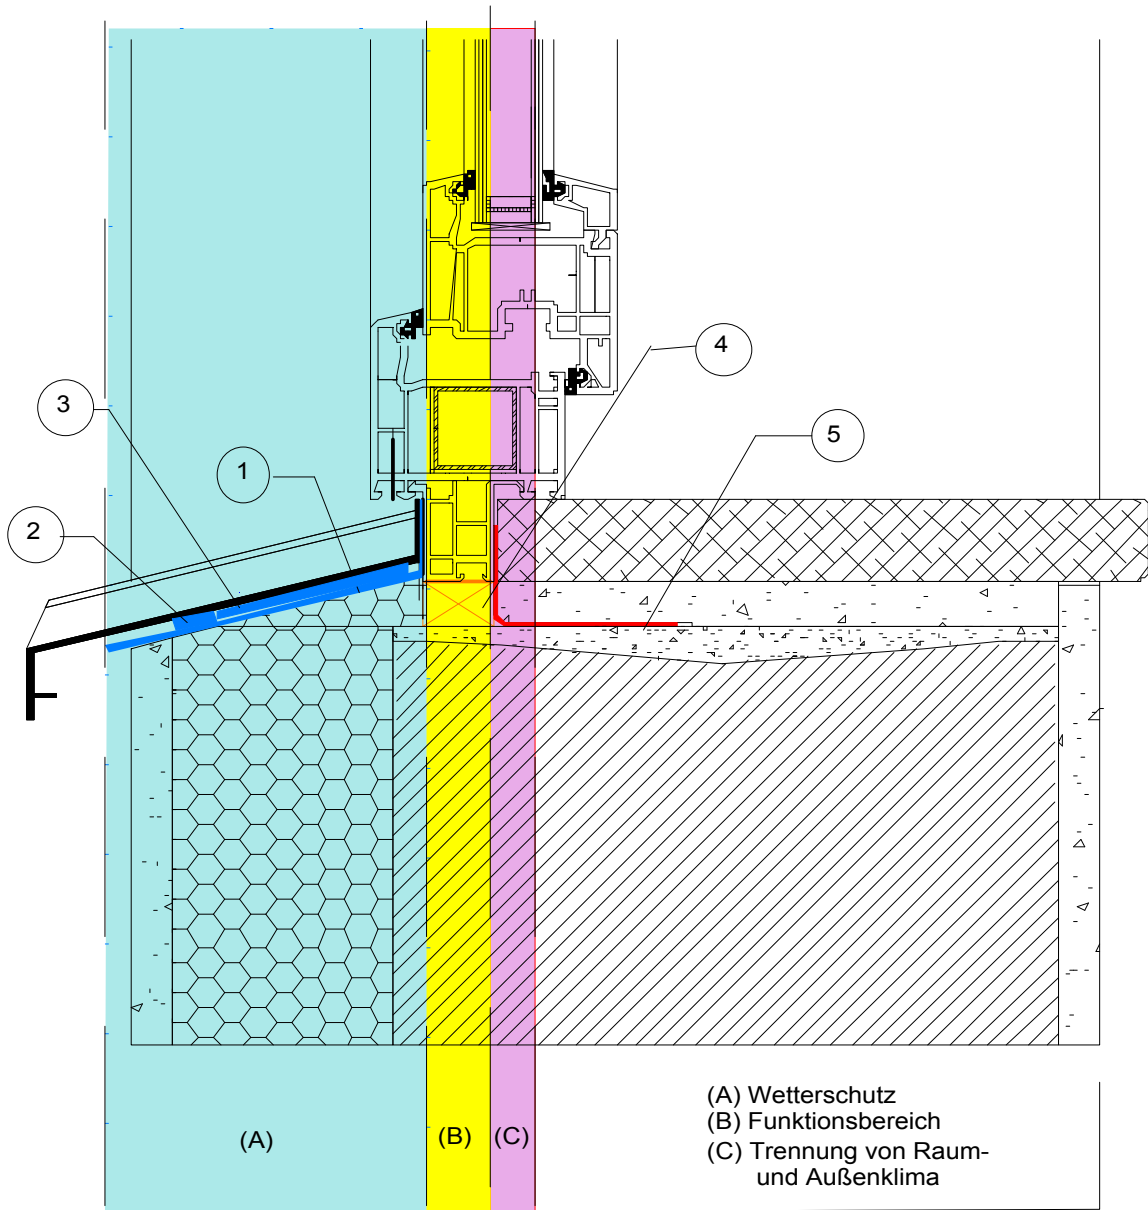 4
3
5
1
2
(A) Wetterschutz
(B) Funktionsbereich
(C) Trennung von Raum-
und Außenklima
(A)
(B)
(C)